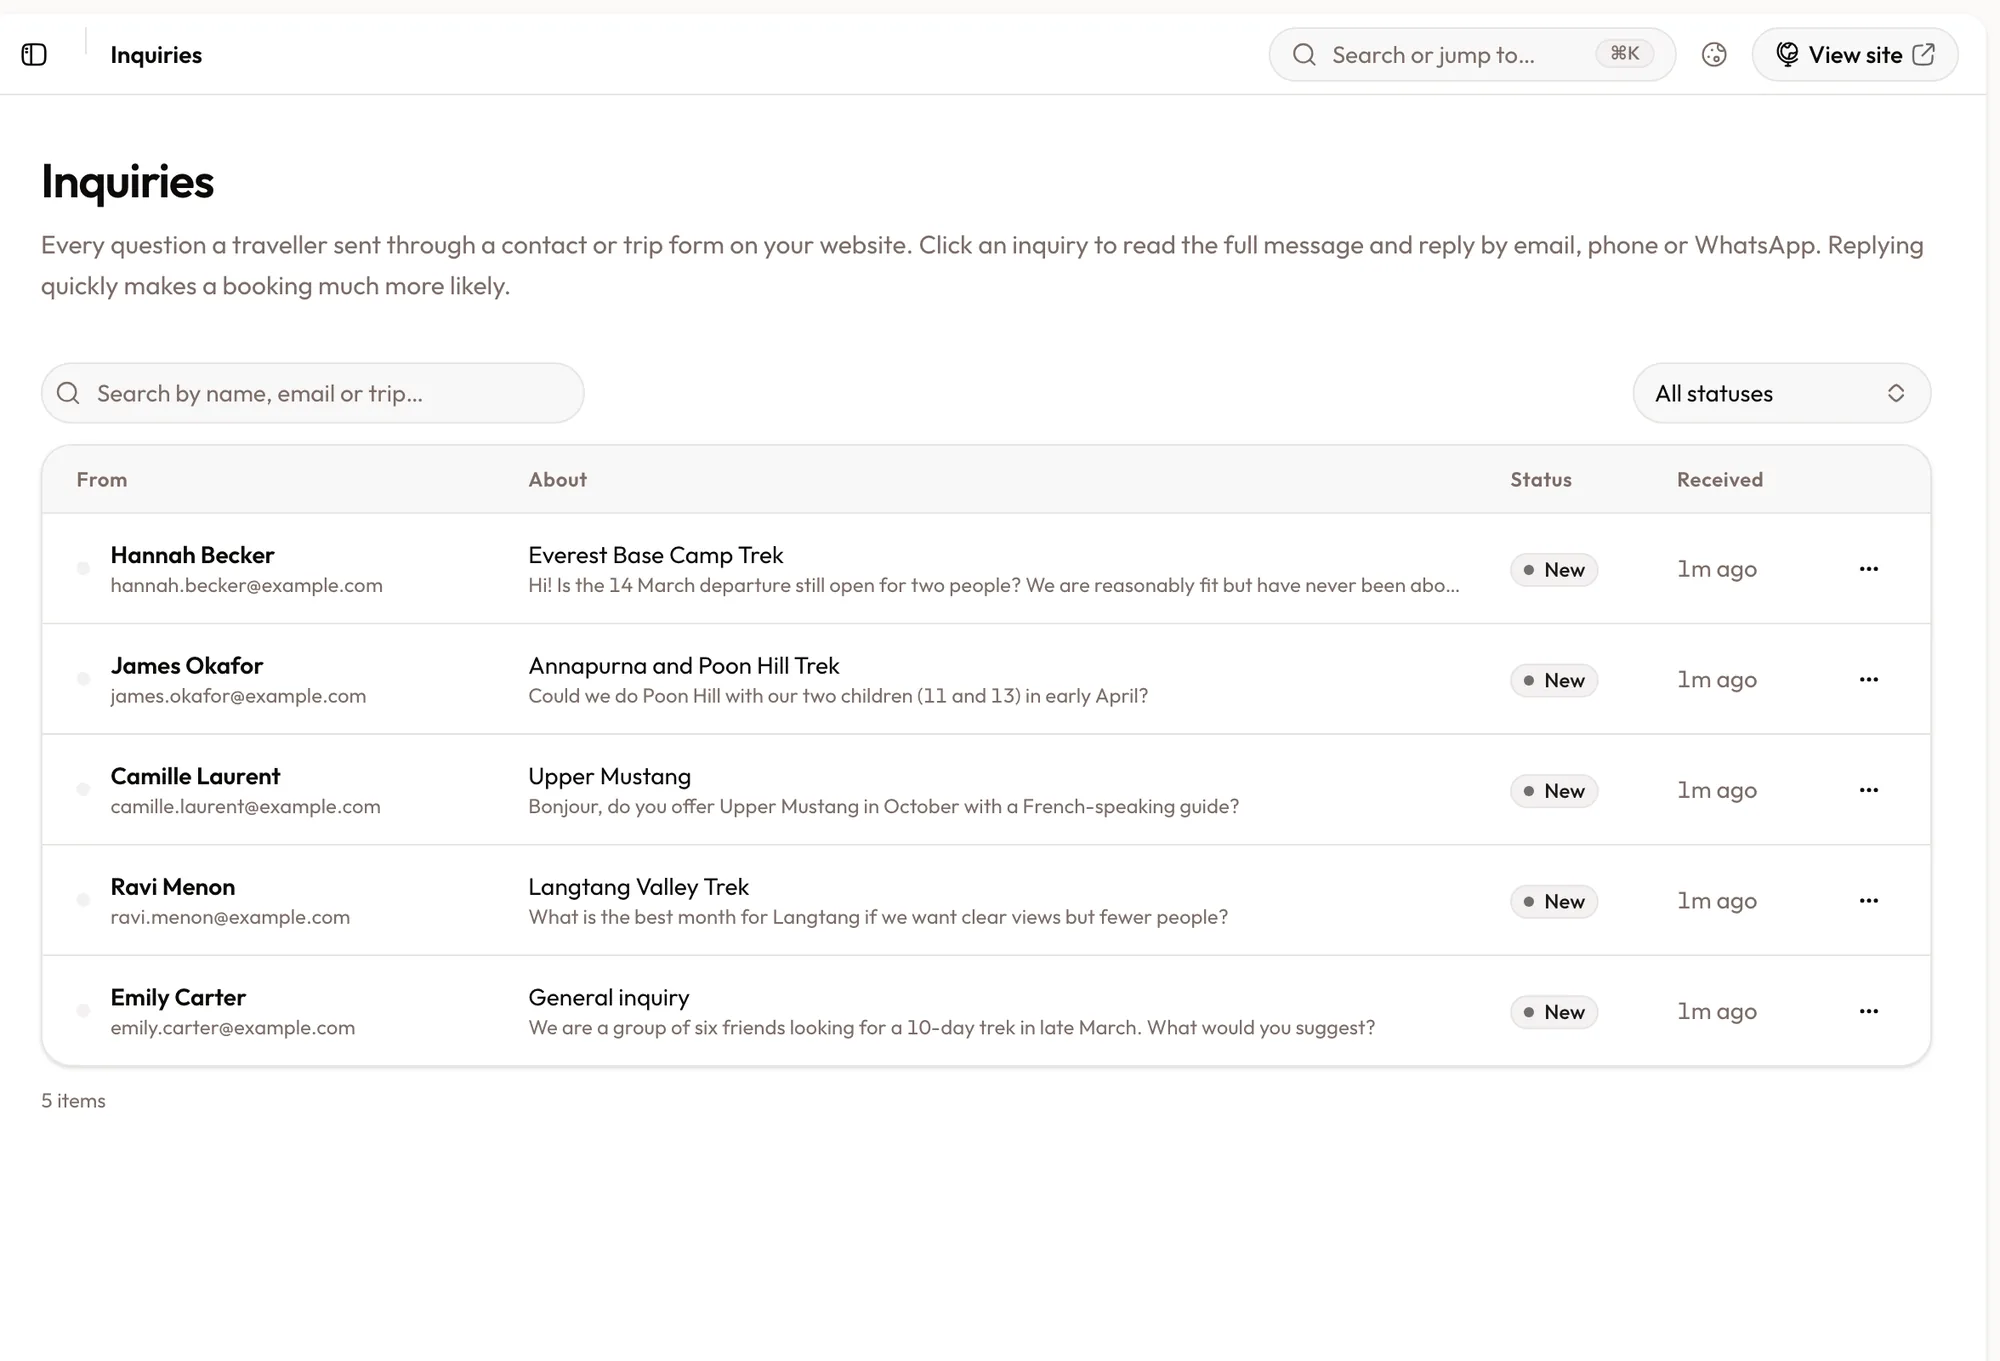 Inquiries
Search or jump to...
⌘K
View site
Inquiries
Every question a traveller sent through a contact or trip form on your website. Click an inquiry to read the full message and reply by email, phone or WhatsApp. Replying
quickly makes a booking much more likely.
Search by name, email or trip...
All statuses
From About Status Received
Hannah Becker
hannah.becker@example.com
Everest Base Camp Trek
Hi! Is the 14 March departure still open for two people? We are reasonably fit but have never been abo...
New
1m ago
James Okafor
james.okafor@example.com
Annapurna and Poon Hill Trek
Could we do Poon Hill with our two children (11 and 13) in early April?
New
1m ago
Camille Laurent
camille.laurent@example.com
Upper Mustang
Bonjour, do you offer Upper Mustang in October with a French-speaking guide?
New
1m ago
Ravi Menon
ravi.menon@example.com
Langtang Valley Trek
What is the best month for Langtang if we want clear views but fewer people?
New
1m ago
Emily Carter
emily.carter@example.com
General inquiry
We are a group of six friends looking for a 10-day trek in late March. What would you suggest?
New
1m ago
5 items